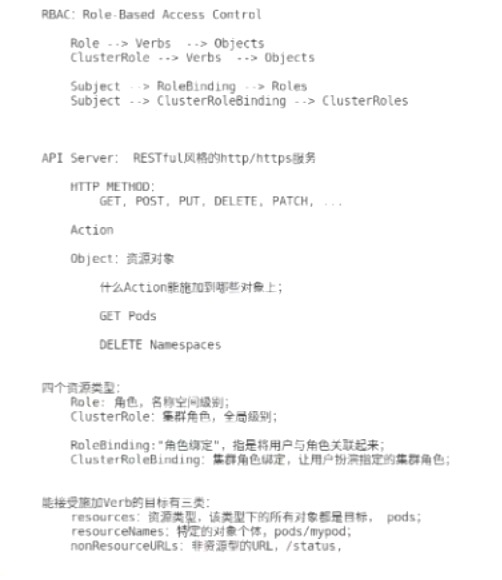 RBAC: Role-Based Access Control
Role --> Verbs --> Objects
ClusterRole --> Verbs --> Objects
Subject --> RoleBinding --> Roles
Subject --> ClusterRoleBinding --> ClusterRoles
API Server: RESTful风格的http/https服务
HTTP METHOD:
GET, POST, PUT, DELETE, PATCH, ...
Action
Object: 资源对象
什么Action能施加到哪些对象上;
GET Pods
DELETE Namespaces
四个资源类型:
Role: 角色, 名称空间级别;
ClusterRole: 集群角色, 全局级别;
RoleBinding:"角色绑定", 指是将用户与角色关联起来;
ClusterRoleBinding: 集群角色绑定, 让用户扮演指定的集群角色;
能接受施加Verb的目标有三类:
resources: 资源类型, 该类型下的所有对象都是目标, pods;
resourceNames: 特定的对象个体, pods/mypod;
nonResourceURLs: 非资源型的URL, /status,